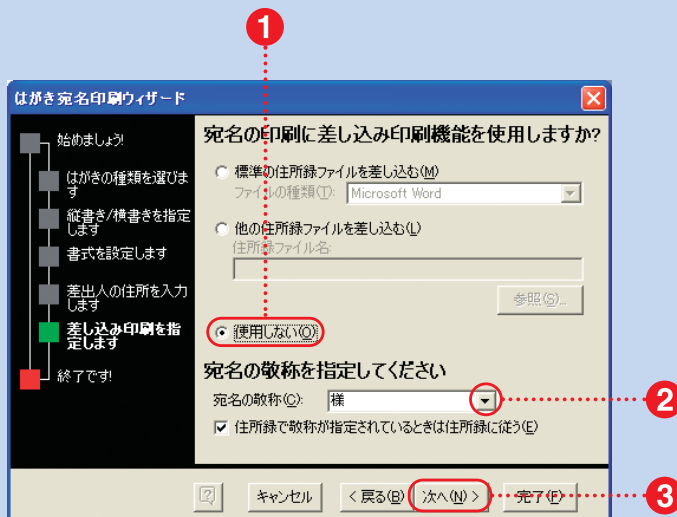 1
はがき宛名印刷ウィザード
始めましょう!
はがきの種類を選びま
す
縦書き/横書きを指定
します
書式を設定します
差出人の住所を入力
します
差し込み印刷を指
定します
終了です!
宛名の印刷に差し込み印刷機能を使用しますか?
標準の住所録ファイルを差し込む(M)
ファイルの種類(T): Microsoft Word
他の住所録ファイルを差し込む(L)
住所録ファイル名:
参照(S)...
使用しない(O)
宛名の敬称を指定してください
宛名の敬称(C): 様
2
住所録で敬称が指定されているときは住所録に従う(E)
キャンセル < 戻る(B) 次へ(N) > 完了(F)
3